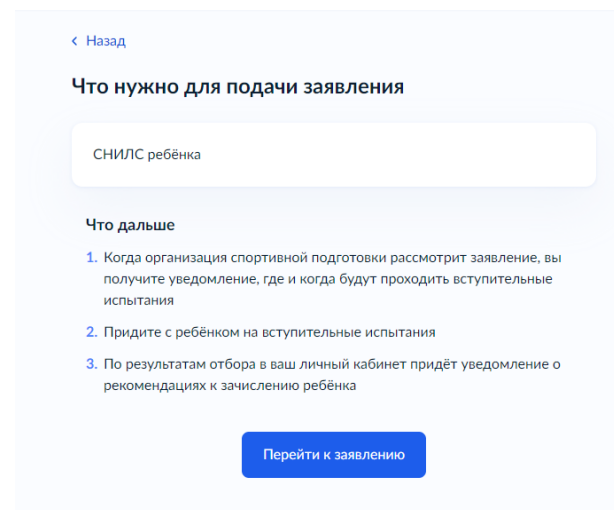 Назад
Что нужно для подачи заявления
СНИЛС ребёнка
Что дальше
1. Когда организация спортивной подготовки рассмотрит заявление, вы
получите уведомление, где и когда будут проходить вступительные
испытания
2. Придите с ребёнком на вступительные испытания
3. По результатам отбора в ваш личный кабинет придёт уведомление о
рекомендациях к зачислению ребёнка
Перейти к заявлению